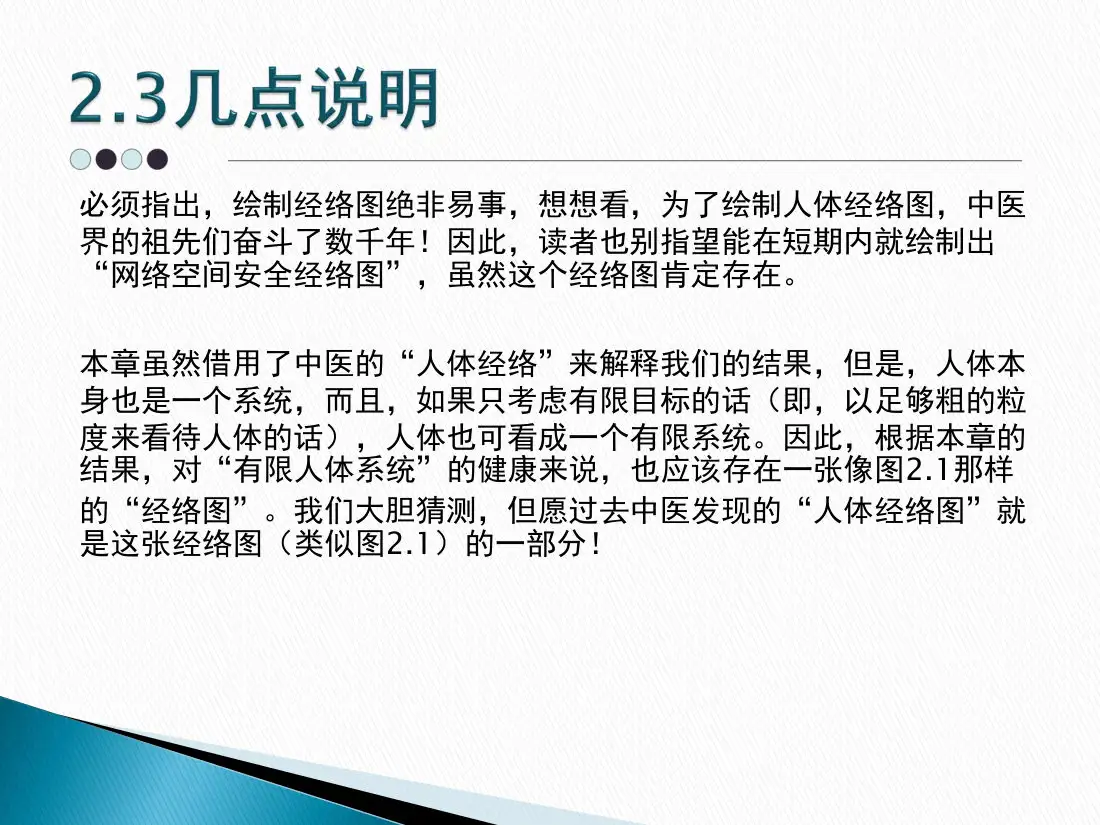 2.3几点说明
必须指出，绘制经络图绝非易事，想想看，为了绘制人体经络图，中医
界的祖先们奋斗了数千年！因此，读者也别指望能在短期内就绘制出
“网络空间安全经络图”，虽然这个经络图肯定存在。
本章虽然借用了中医的“人体经络”来解释我们的结果，但是，人体本
身也是一个系统，而且，如果只考虑有限目标的话（即，以足够粗的粒
度来看待人体的话），人体也可看成一个有限系统。因此，根据本章的
结果，对“有限人体系统”的健康来说，也应该存在一张像图2.1那样
的“经络图”。我们大胆猜测，但愿过去中医发现的“人体经络图”就
是这张经络图（类似图2.1）的一部分！